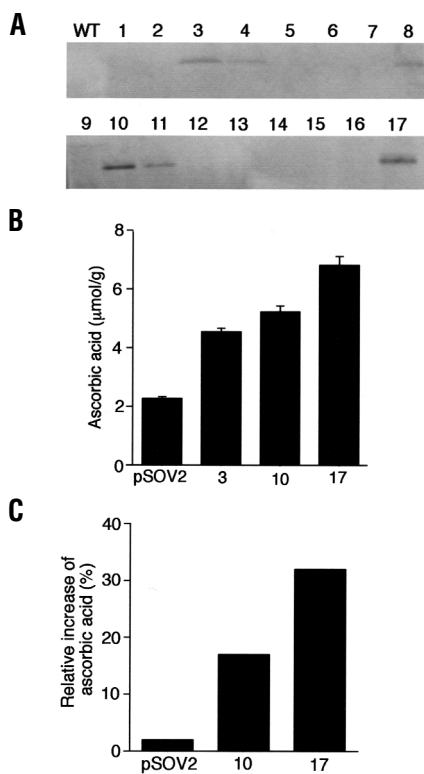 A
WT 1 2 3 4 5 6 7 8
9 10 11 12 13 14 15 16 17
B
8
6
4
2
0
Ascorbic acid (μmol/g)
pSOV2 3 10 17
C
40
30
20
10
0
Relative increase of
ascorbic acid (%)
pSOV2 10 17